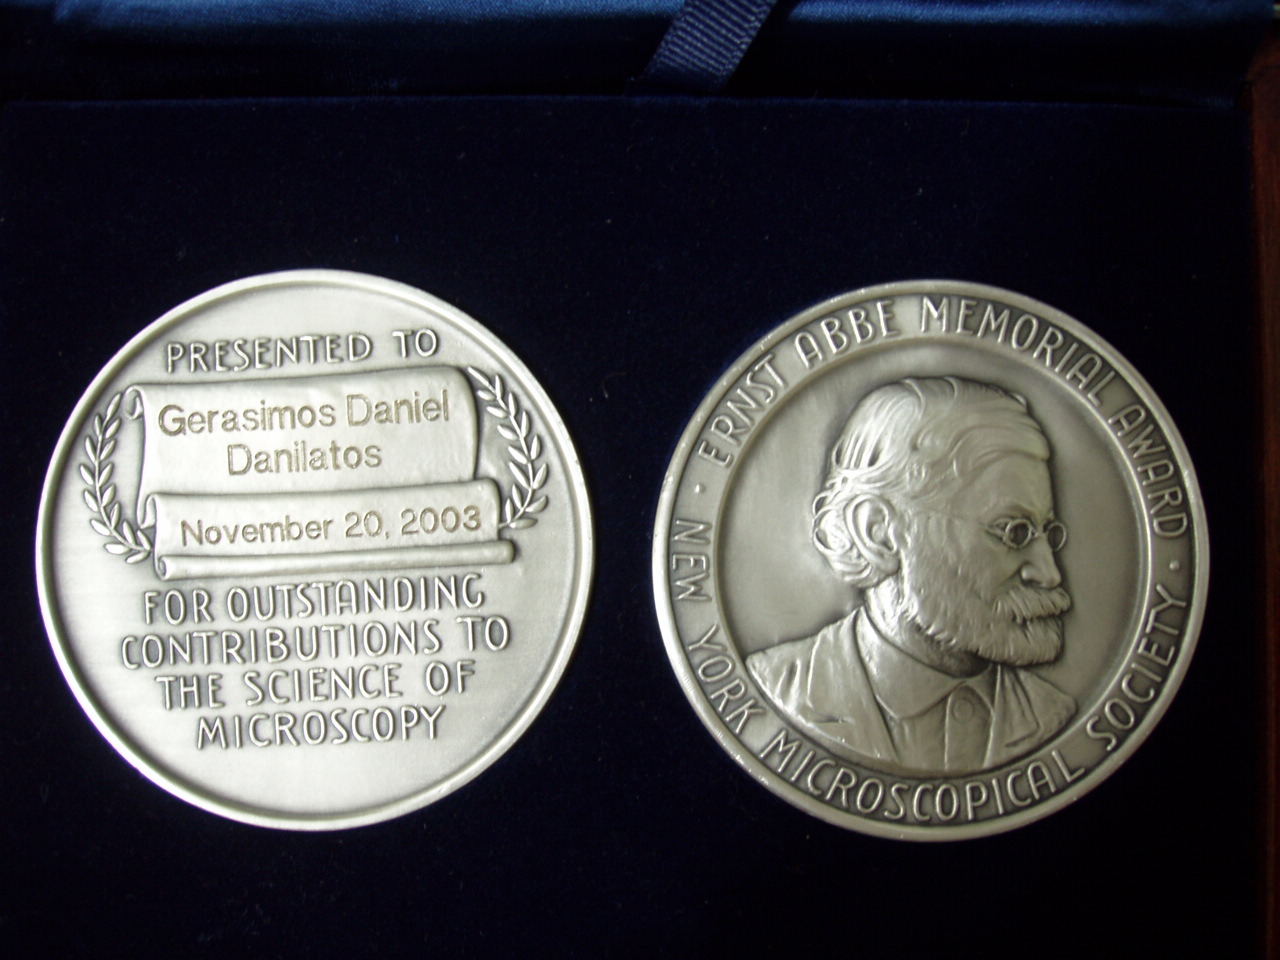 PRESENTED TO
Gerasimos Daniel
Danilatos
November 20, 2003
FOR OUTSTANDING
CONTRIBUTIONS TO
THE SCIENCE OF
MICROSCOPY
· ERNST ABBE MEMORIAL AWARD ·
NEW YORK MICROSCOPICAL SOCIETY